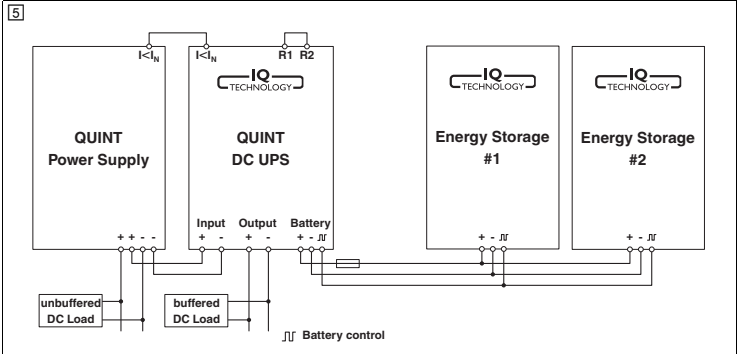 5
I<IN I<IN R1 R2
IQ TECHNOLOGY
IQ TECHNOLOGY
IQ TECHNOLOGY
QUINT
Power Supply
QUINT
DC UPS
Energy Storage
#1
Energy Storage
#2
Input Output Battery
+ + - -
+ - + - + -
+ -
+ -
unbuffered
DC Load
buffered
DC Load
Battery control